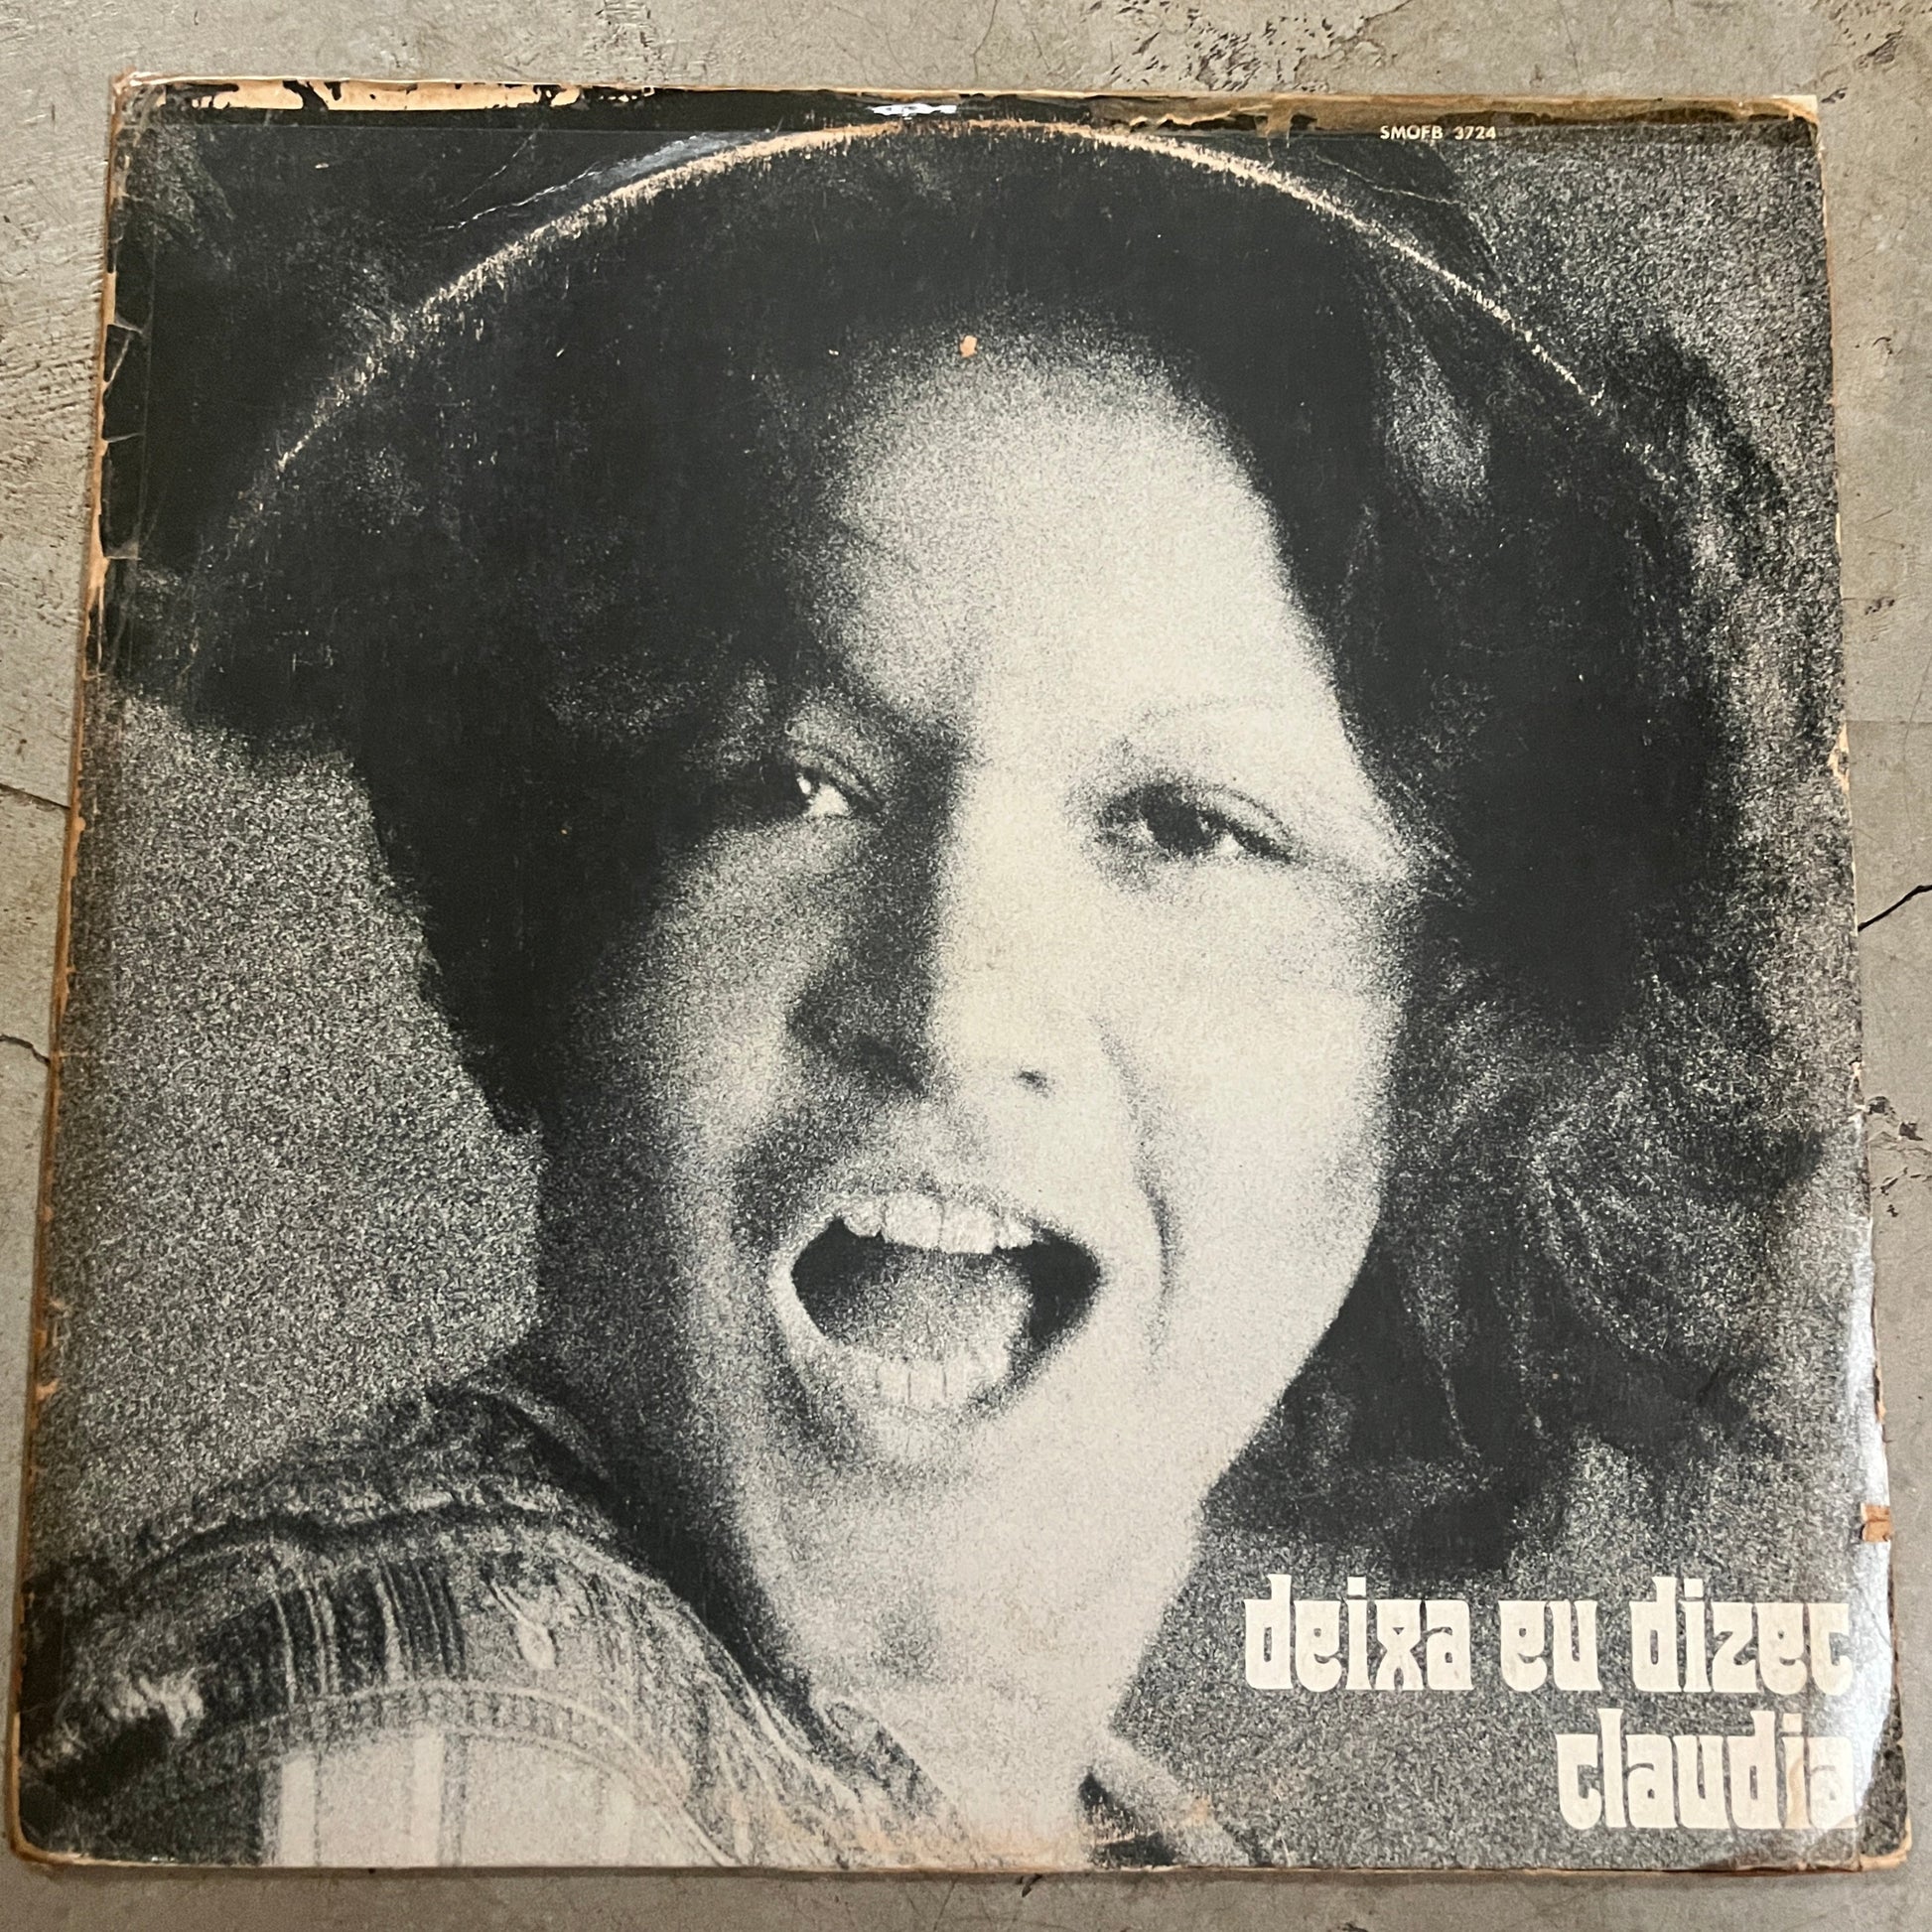 SMOFB 3724
deixa eu dizer
claudia